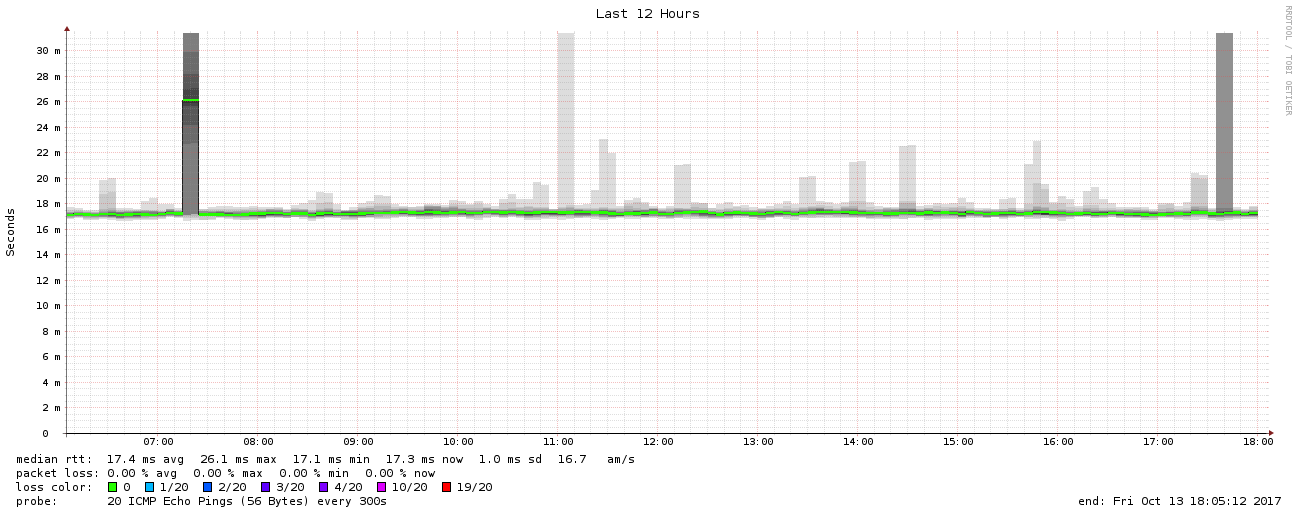 Last 12 Hours
RRDTOOL / TOBI OETIKER
Seconds
30 m
28 m
26 m
24 m
22 m
20 m
18 m
16 m
14 m
12 m
10 m
8 m
6 m
4 m
2 m
0
07:00 08:00 09:00 10:00 11:00 12:00 13:00 14:00 15:00 16:00 17:00 18:00
median rtt: 17.4 ms avg 26.1 ms max 17.1 ms min 17.3 ms now 1.0 ms sd 16.7 am/s
packet loss: 0.00 % avg 0.00 % max 0.00 % min 0.00 % now
loss color: 0 1/20 2/20 3/20 4/20 10/20 19/20
probe: 20 ICMP Echo Pings (56 Bytes) every 300s end: Fri Oct 13 18:05:12 2017